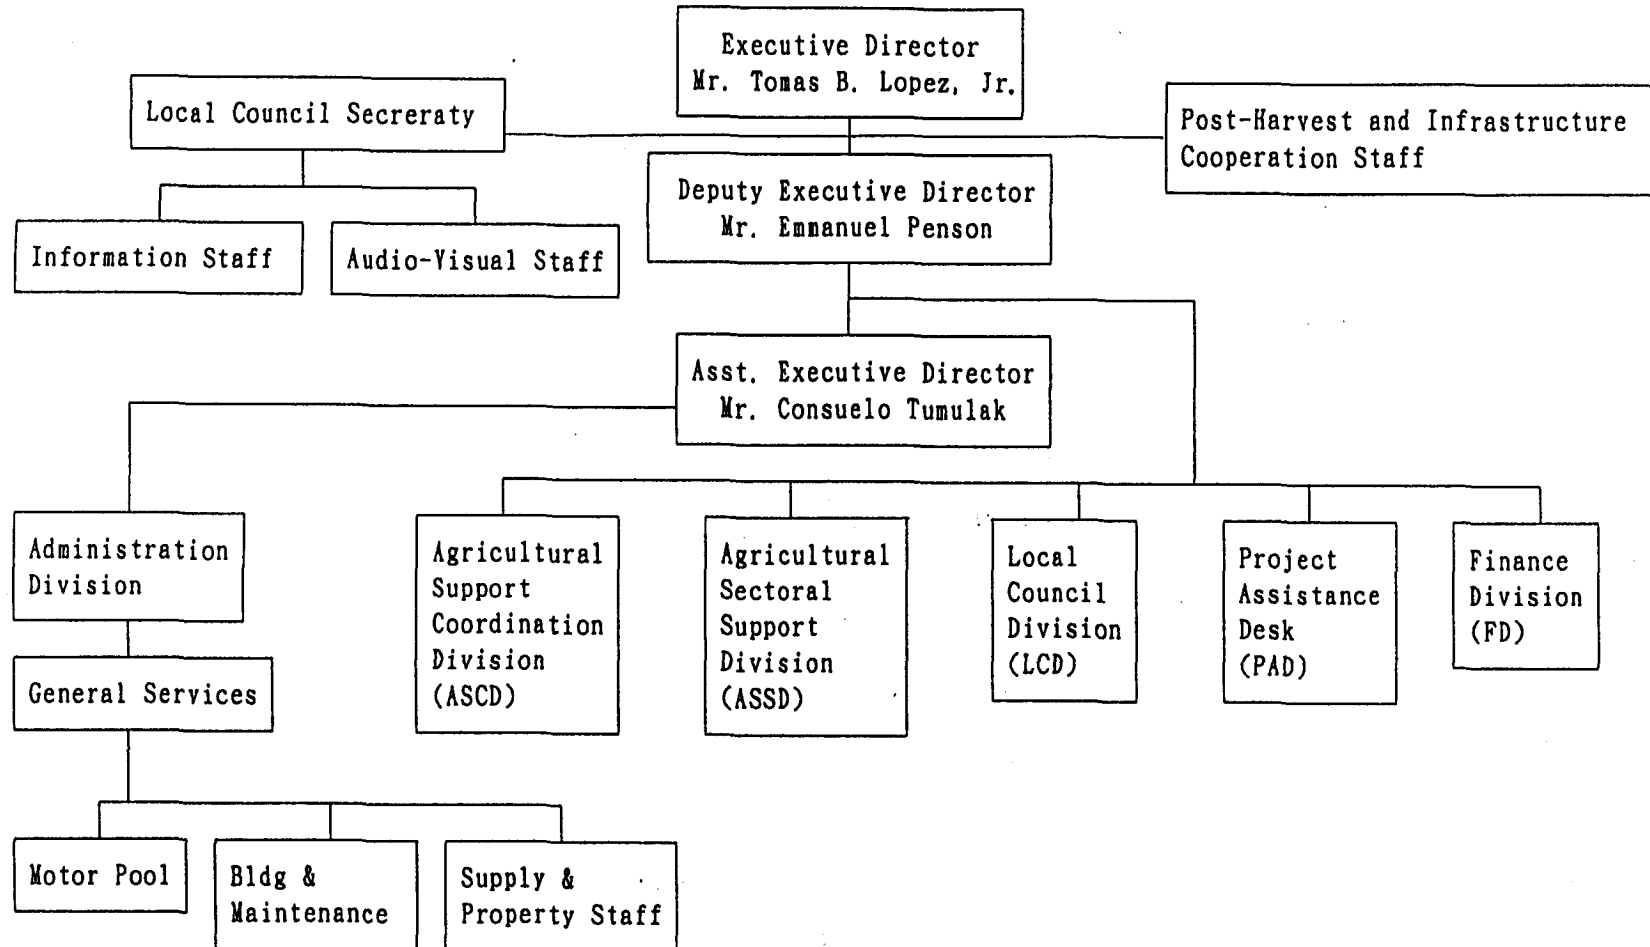 Executive Director
Mr. Tomas B. Lopez, Jr.
Local Council Secreraty
Post-Harvest and Infrastructure
Cooperation Staff
Deputy Executive Director
Mr. Emmanuel Penson
Information Staff
Audio-Visual Staff
Asst. Executive Director
Mr. Consuelo Tumulak
Administration
Division
Agricultural
Support
Coordination
Division
(ASCD)
Agricultural
Sectoral
Support
Division
(ASSD)
Local
Council
Division
(LCD)
Project
Assistance
Desk
(PAD)
Finance
Division
(FD)
General Services
Motor Pool
Bldg &
Maintenance
Supply &
Property Staff